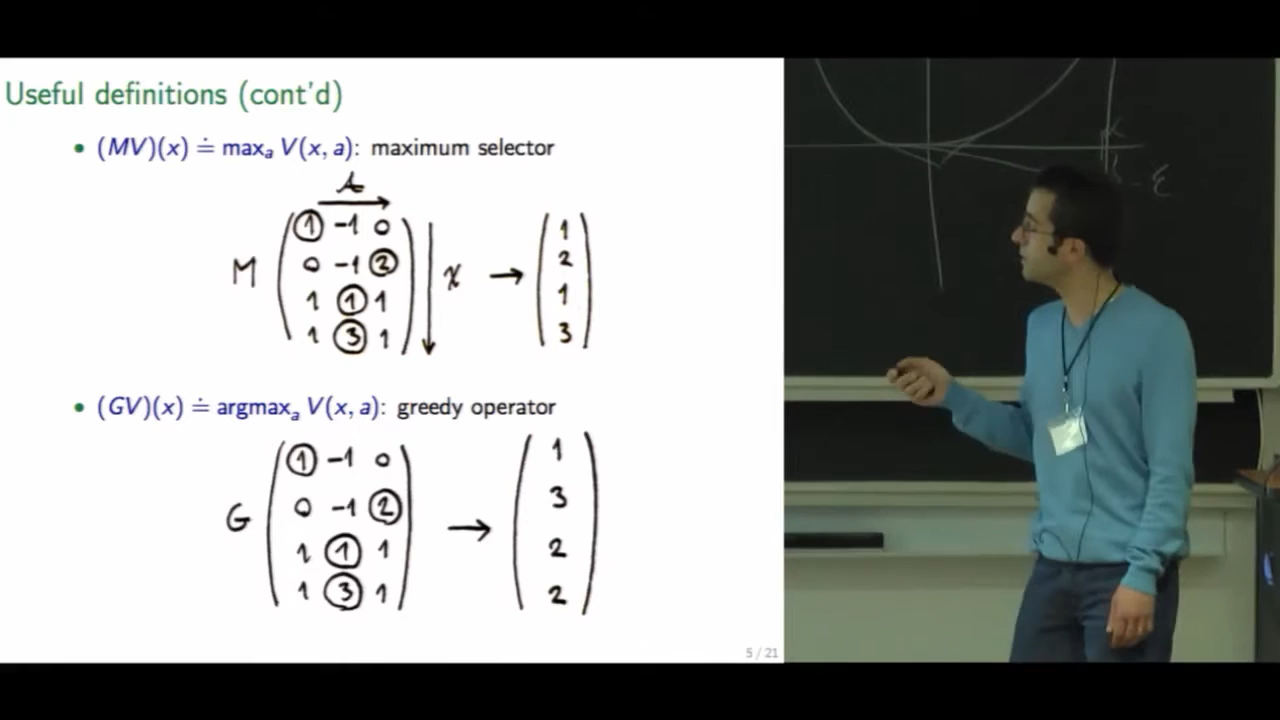 Useful definitions (cont'd)
• (MV)(x) ≐ maxₐ V(x, a): maximum selector
A
M ( 1 -1 0 ) x → ( 1 )
0 -1 2 2
1 1 1 1
1 3 1 3
• (GV)(x) ≐ argmaxₐ V(x, a): greedy operator
G ( 1 -1 0 ) → ( 1 )
0 -1 2 3
1 1 1 2
1 3 1 2
5 / 21